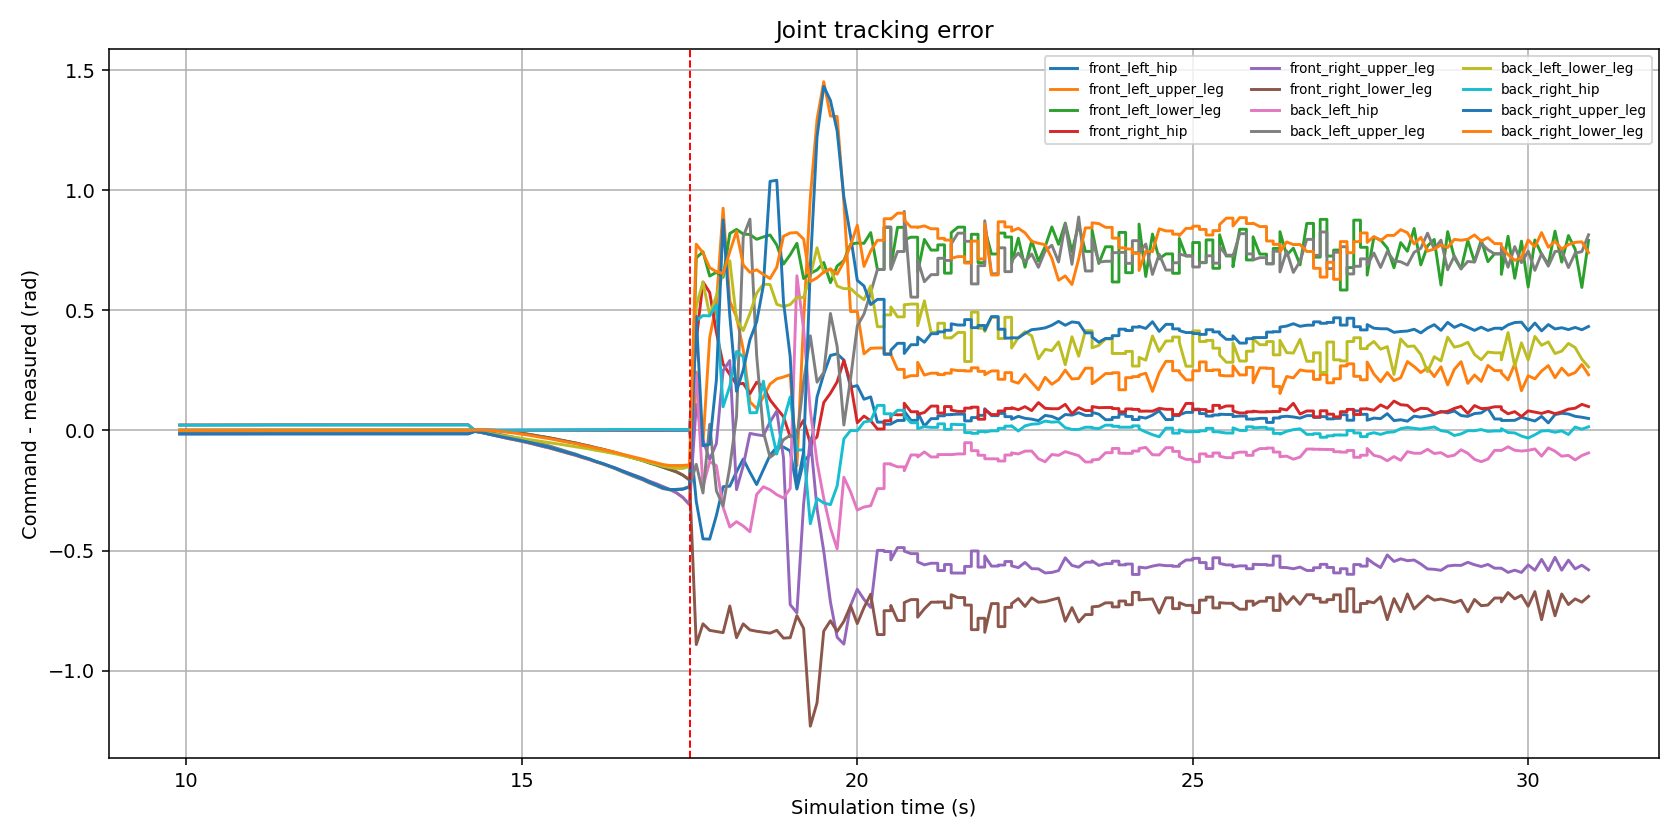 Joint tracking error
1.5
1.0
0.5
0.0
−0.5
−1.0
Command - measured (rad)
front_left_hip
front_left_upper_leg
front_left_lower_leg
front_right_hip
front_right_upper_leg
front_right_lower_leg
back_left_hip
back_left_upper_leg
back_left_lower_leg
back_right_hip
back_right_upper_leg
back_right_lower_leg
10 15 20 25 30
Simulation time (s)